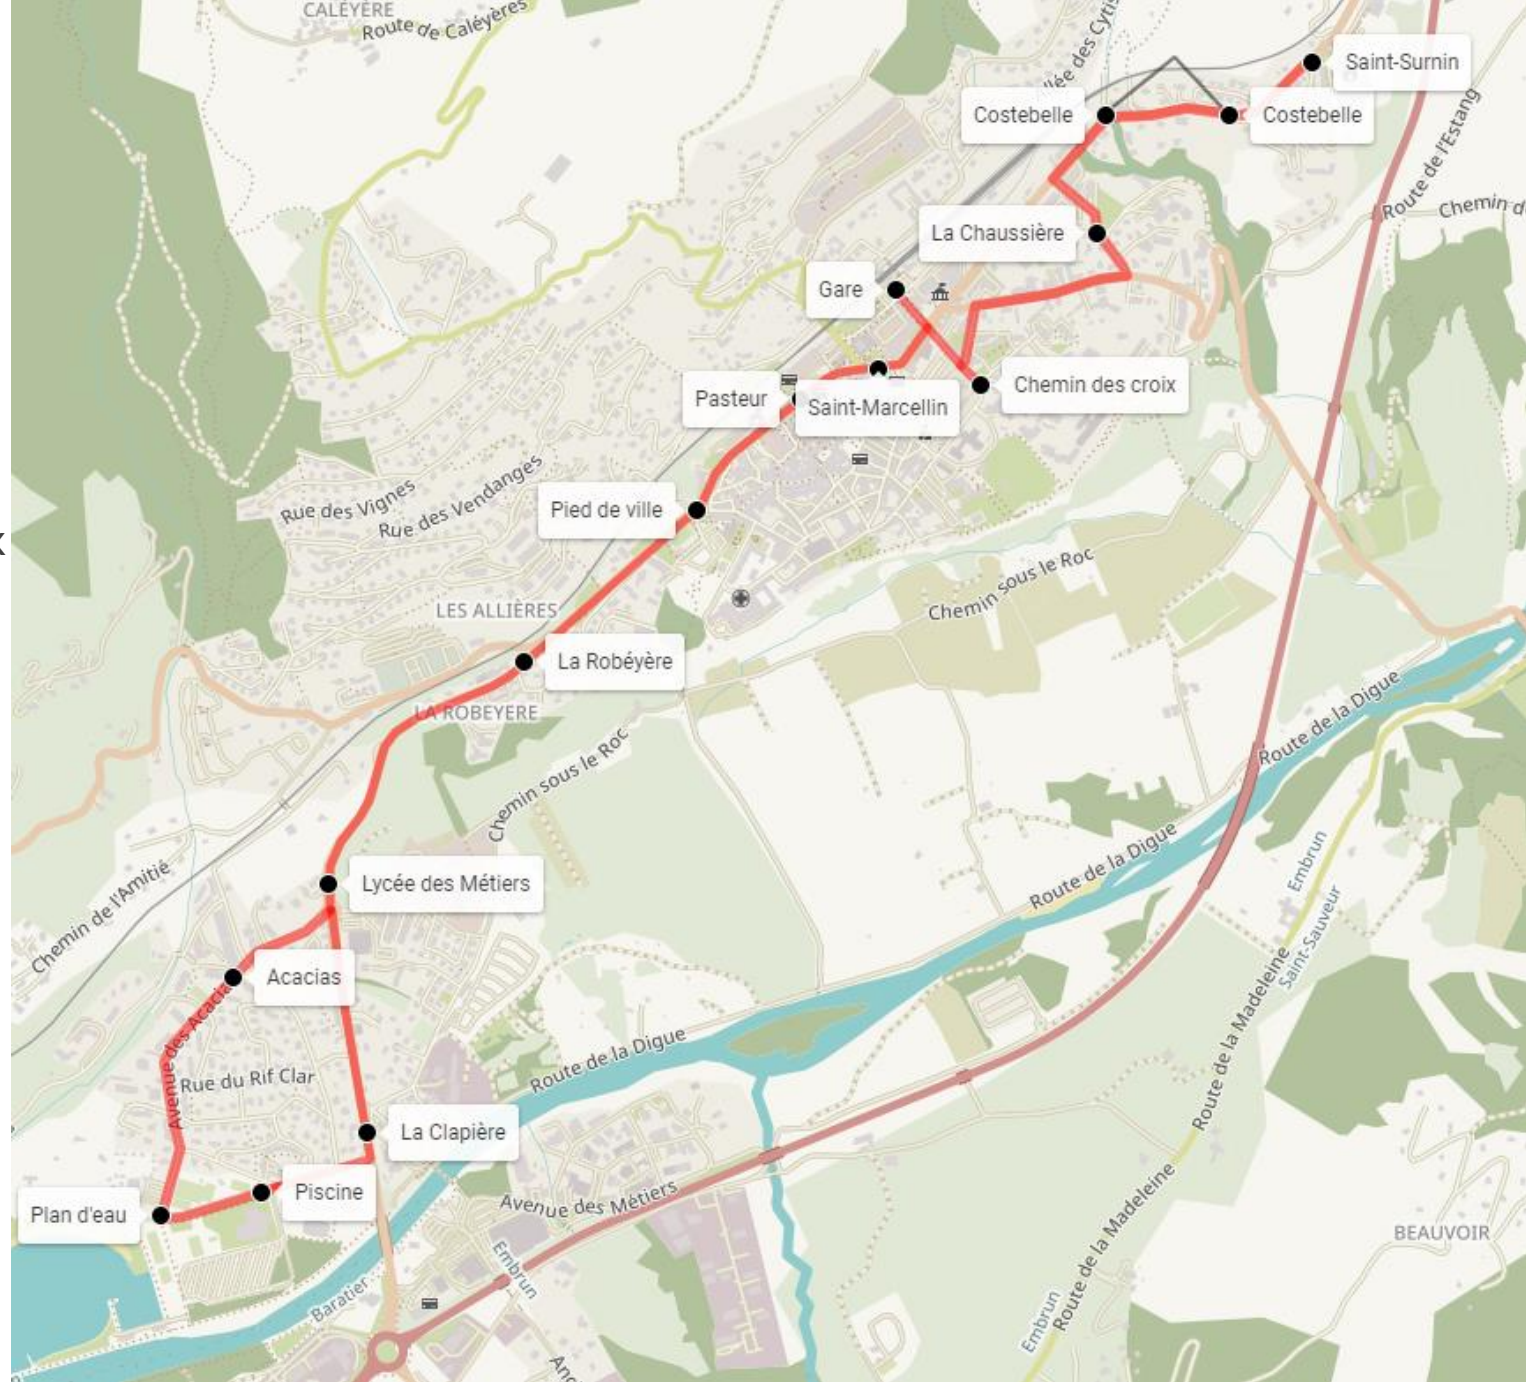 CALÉYÈRE
Route de Caléyères
Saint-Surnin
Costebelle
Costebelle
Route de l'Estang
La Chaussière
Gare
Chemin des croix
Pasteur
Saint-Marcellin
Rue des Vignes
Rue des Vendanges
Pied de ville
x
Chemin sous le Roc
LES ALLIÈRES
La Robéyère
LA ROBEYERE
Route de la Digue
Chemin sous le Roc
Route de la Digue
Embrun
Saint-Sauveur
Chemin de l'Amitié
Lycée des Métiers
Acacias
Avenue des Acacias
Rue du Rif Clar
Route de la Digue
Route de la Madeleine
La Clapière
Piscine
Plan d'eau
Avenue des Métiers
Route de la Madeleine
BEAUVOIR
Embrun
Baratier
Embrun